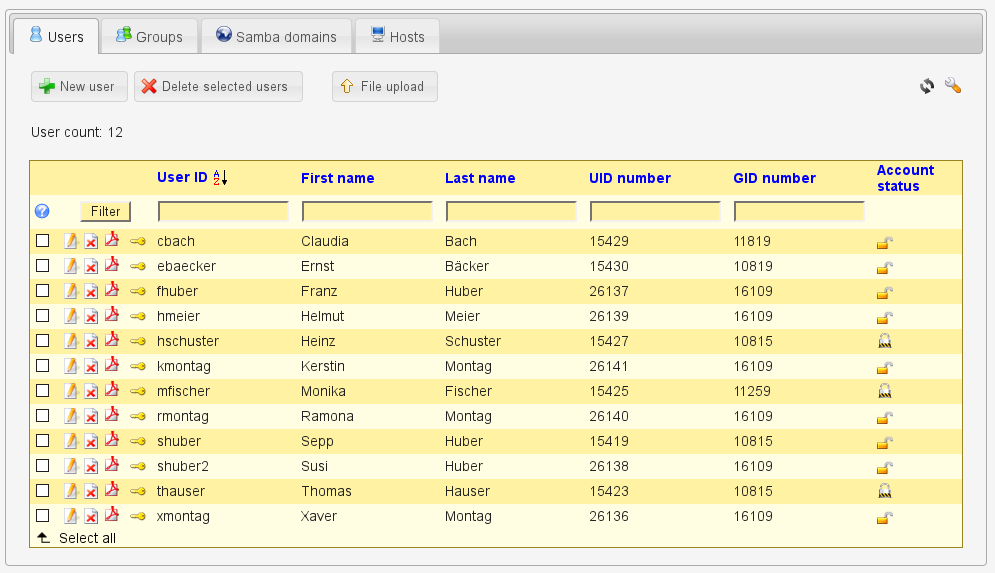 Users Groups Samba domains Hosts
New user Delete selected users File upload
User count: 12
User ID First name Last name UID number GID number Account status
Filter
cbach Claudia Bach 15429 11819
ebaecker Ernst Bäcker 15430 10819
fhuber Franz Huber 26137 16109
hmeier Helmut Meier 26139 16109
hschuster Heinz Schuster 15427 10815
kmontag Kerstin Montag 26141 16109
mfischer Monika Fischer 15425 11259
rmontag Ramona Montag 26140 16109
shuber Sepp Huber 15419 10815
shuber2 Susi Huber 26138 16109
thauser Thomas Hauser 15423 10815
xmontag Xaver Montag 26136 16109
Select all